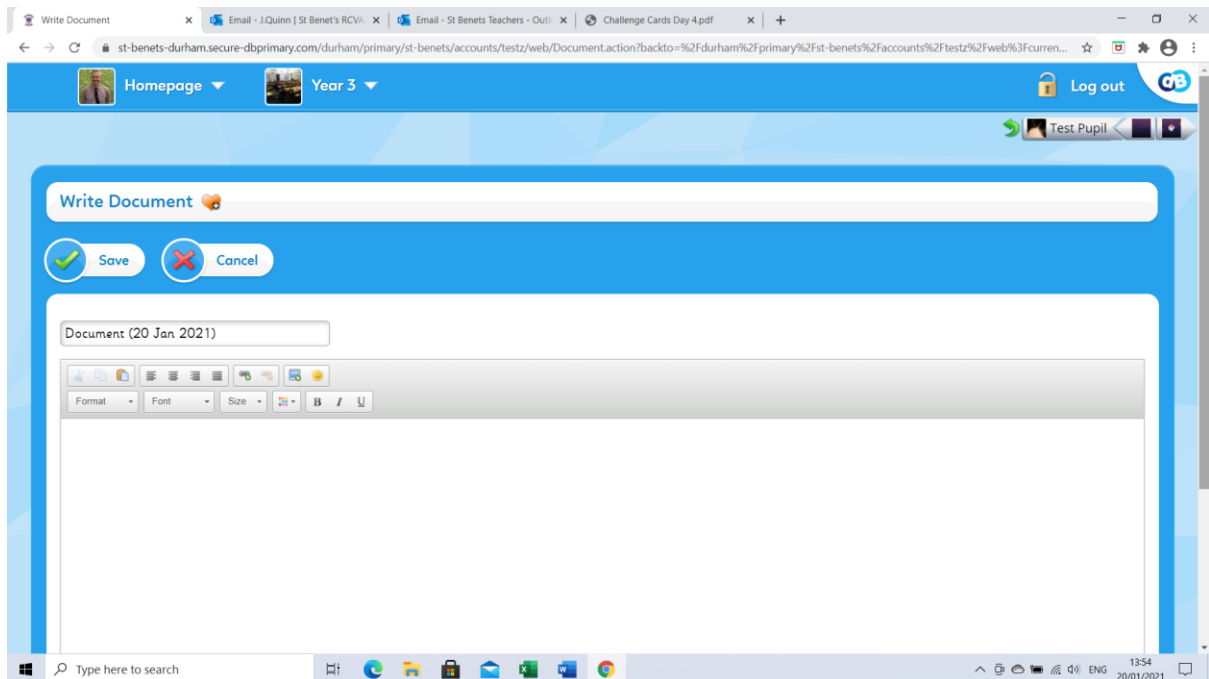 Write Document
Email - J.Quinn | St Benet's RCVA
Email - St Benets Teachers - Outl
Challenge Cards Day 4.pdf
st-benets-durham.secure-dbprimary.com/durham/primary/st-benets/accounts/testz/web/Document.action?backto=%2Fdurham%2Fprimary%2Fst-benets%2Faccounts%2Ftestz%2Fweb%3Fcurren...
Homepage
Year 3
Log out
Test Pupil
Write Document
Save
Cancel
Document (20 Jan 2021)
Format
Font
Size
B I U
Type here to search
ENG
13:54
20/01/2021